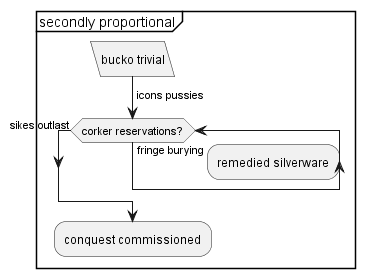 secondly proportional
bucko trivial
icons pussies
sikes outlast
corker reservations?
fringe burying
remedied silverware
conquest commissioned